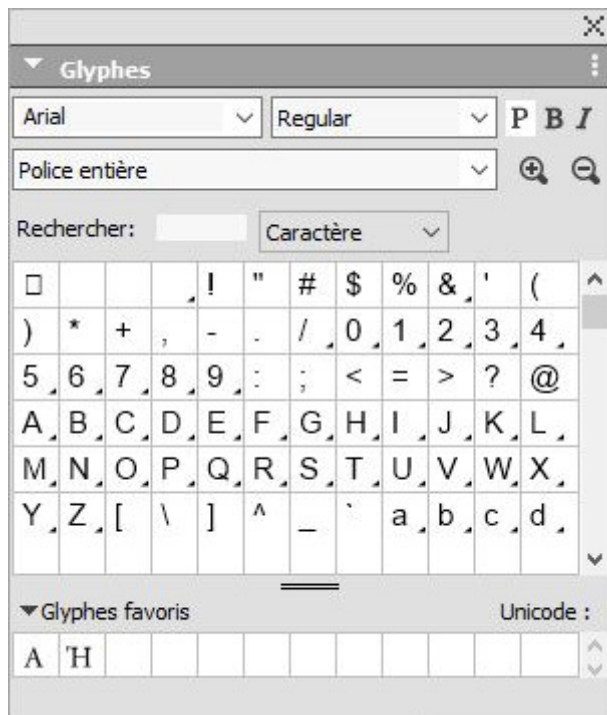 Glyphes
Arial Regular P B I
Police entière
Rechercher: Caractère
! " # $ % & ' (
) * + , - . / 0 1 2 3 4
5 6 7 8 9 : ; < = > ? @
A B C D E F G H I J K L
M N O P Q R S T U V W X
Y Z [ \ ] ^ _ ` a b c d
Glyphes favoris Unicode :
A Ή